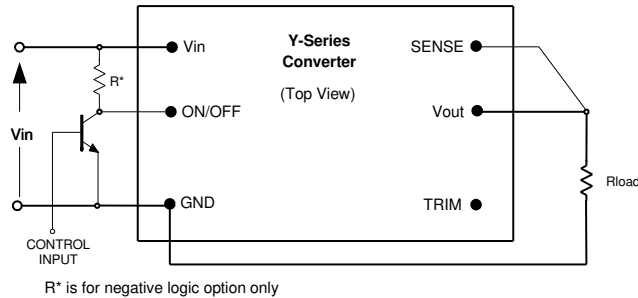 Y-Series
Converter
(Top View)
Vin
SENSE
R*
ON/OFF
Vout
Vin
Rload
GND
TRIM
CONTROL
INPUT
R* is for negative logic option only